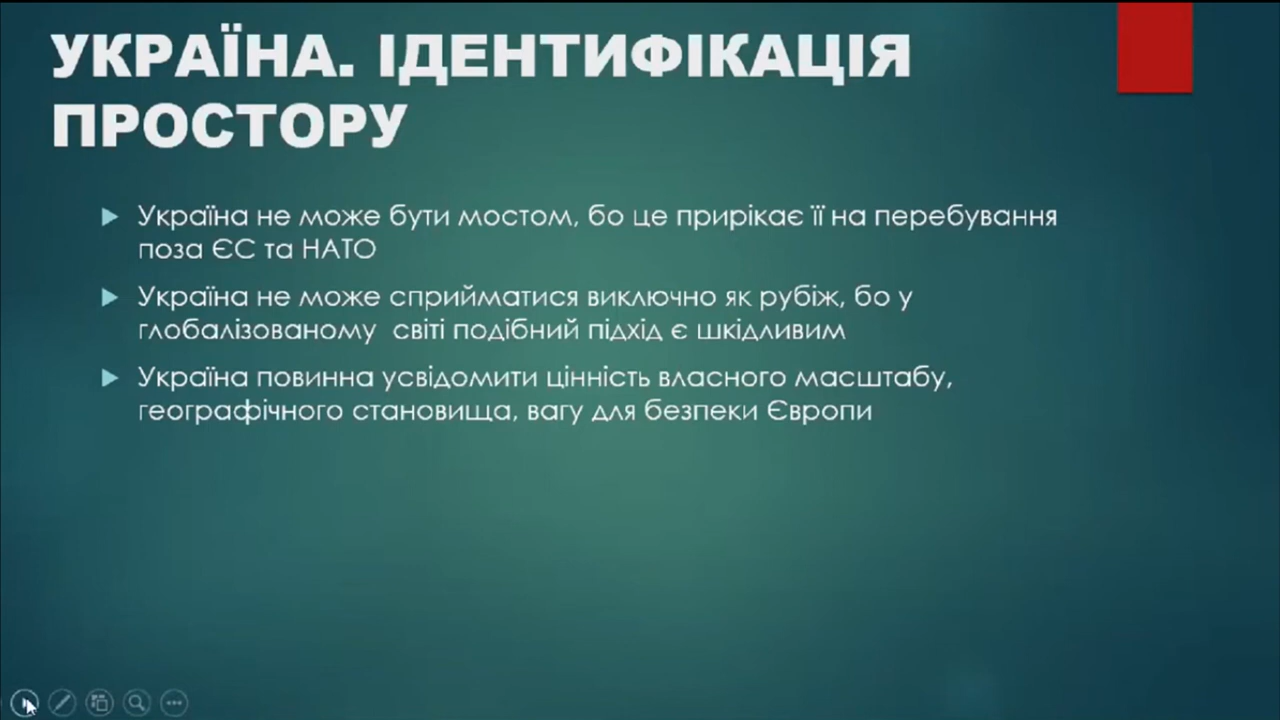 УКРАЇНА. ІДЕНТИФІКАЦІЯ
ПРОСТОРУ
Україна не може бути мостом, бо це прирікає її на перебування
поза ЄС та НАТО
Україна не може сприйматися виключно як рубіж, бо у
глобалізованому світі подібний підхід є шкідливим
Україна повинна усвідомити цінність власного масштабу,
географічного становища, вагу для безпеки Європи